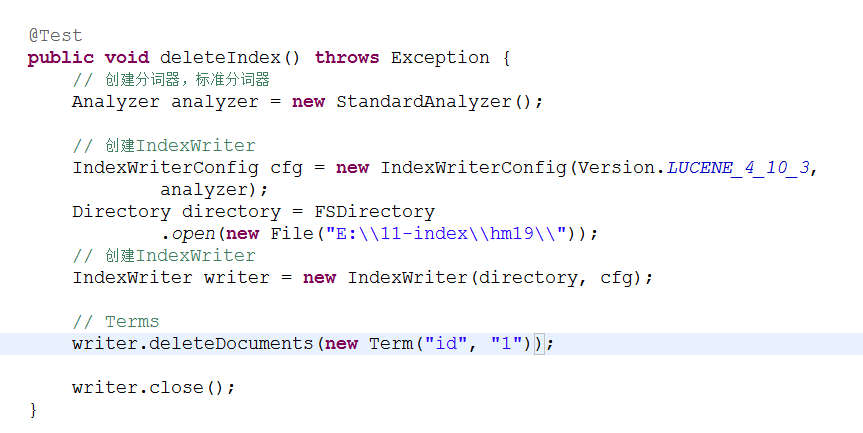 @Test
public void deleteIndex() throws Exception {
// 创建分词器，标准分词器
Analyzer analyzer = new StandardAnalyzer();
// 创建IndexWriter
IndexWriterConfig cfg = new IndexWriterConfig(Version.LUCENE_4_10_3,
analyzer);
Directory directory = FSDirectory
.open(new File("E:\\11-index\\hm19\\"));
// 创建IndexWriter
IndexWriter writer = new IndexWriter(directory, cfg);
// Terms
writer.deleteDocuments(new Term("id", "1"));
writer.close();
}